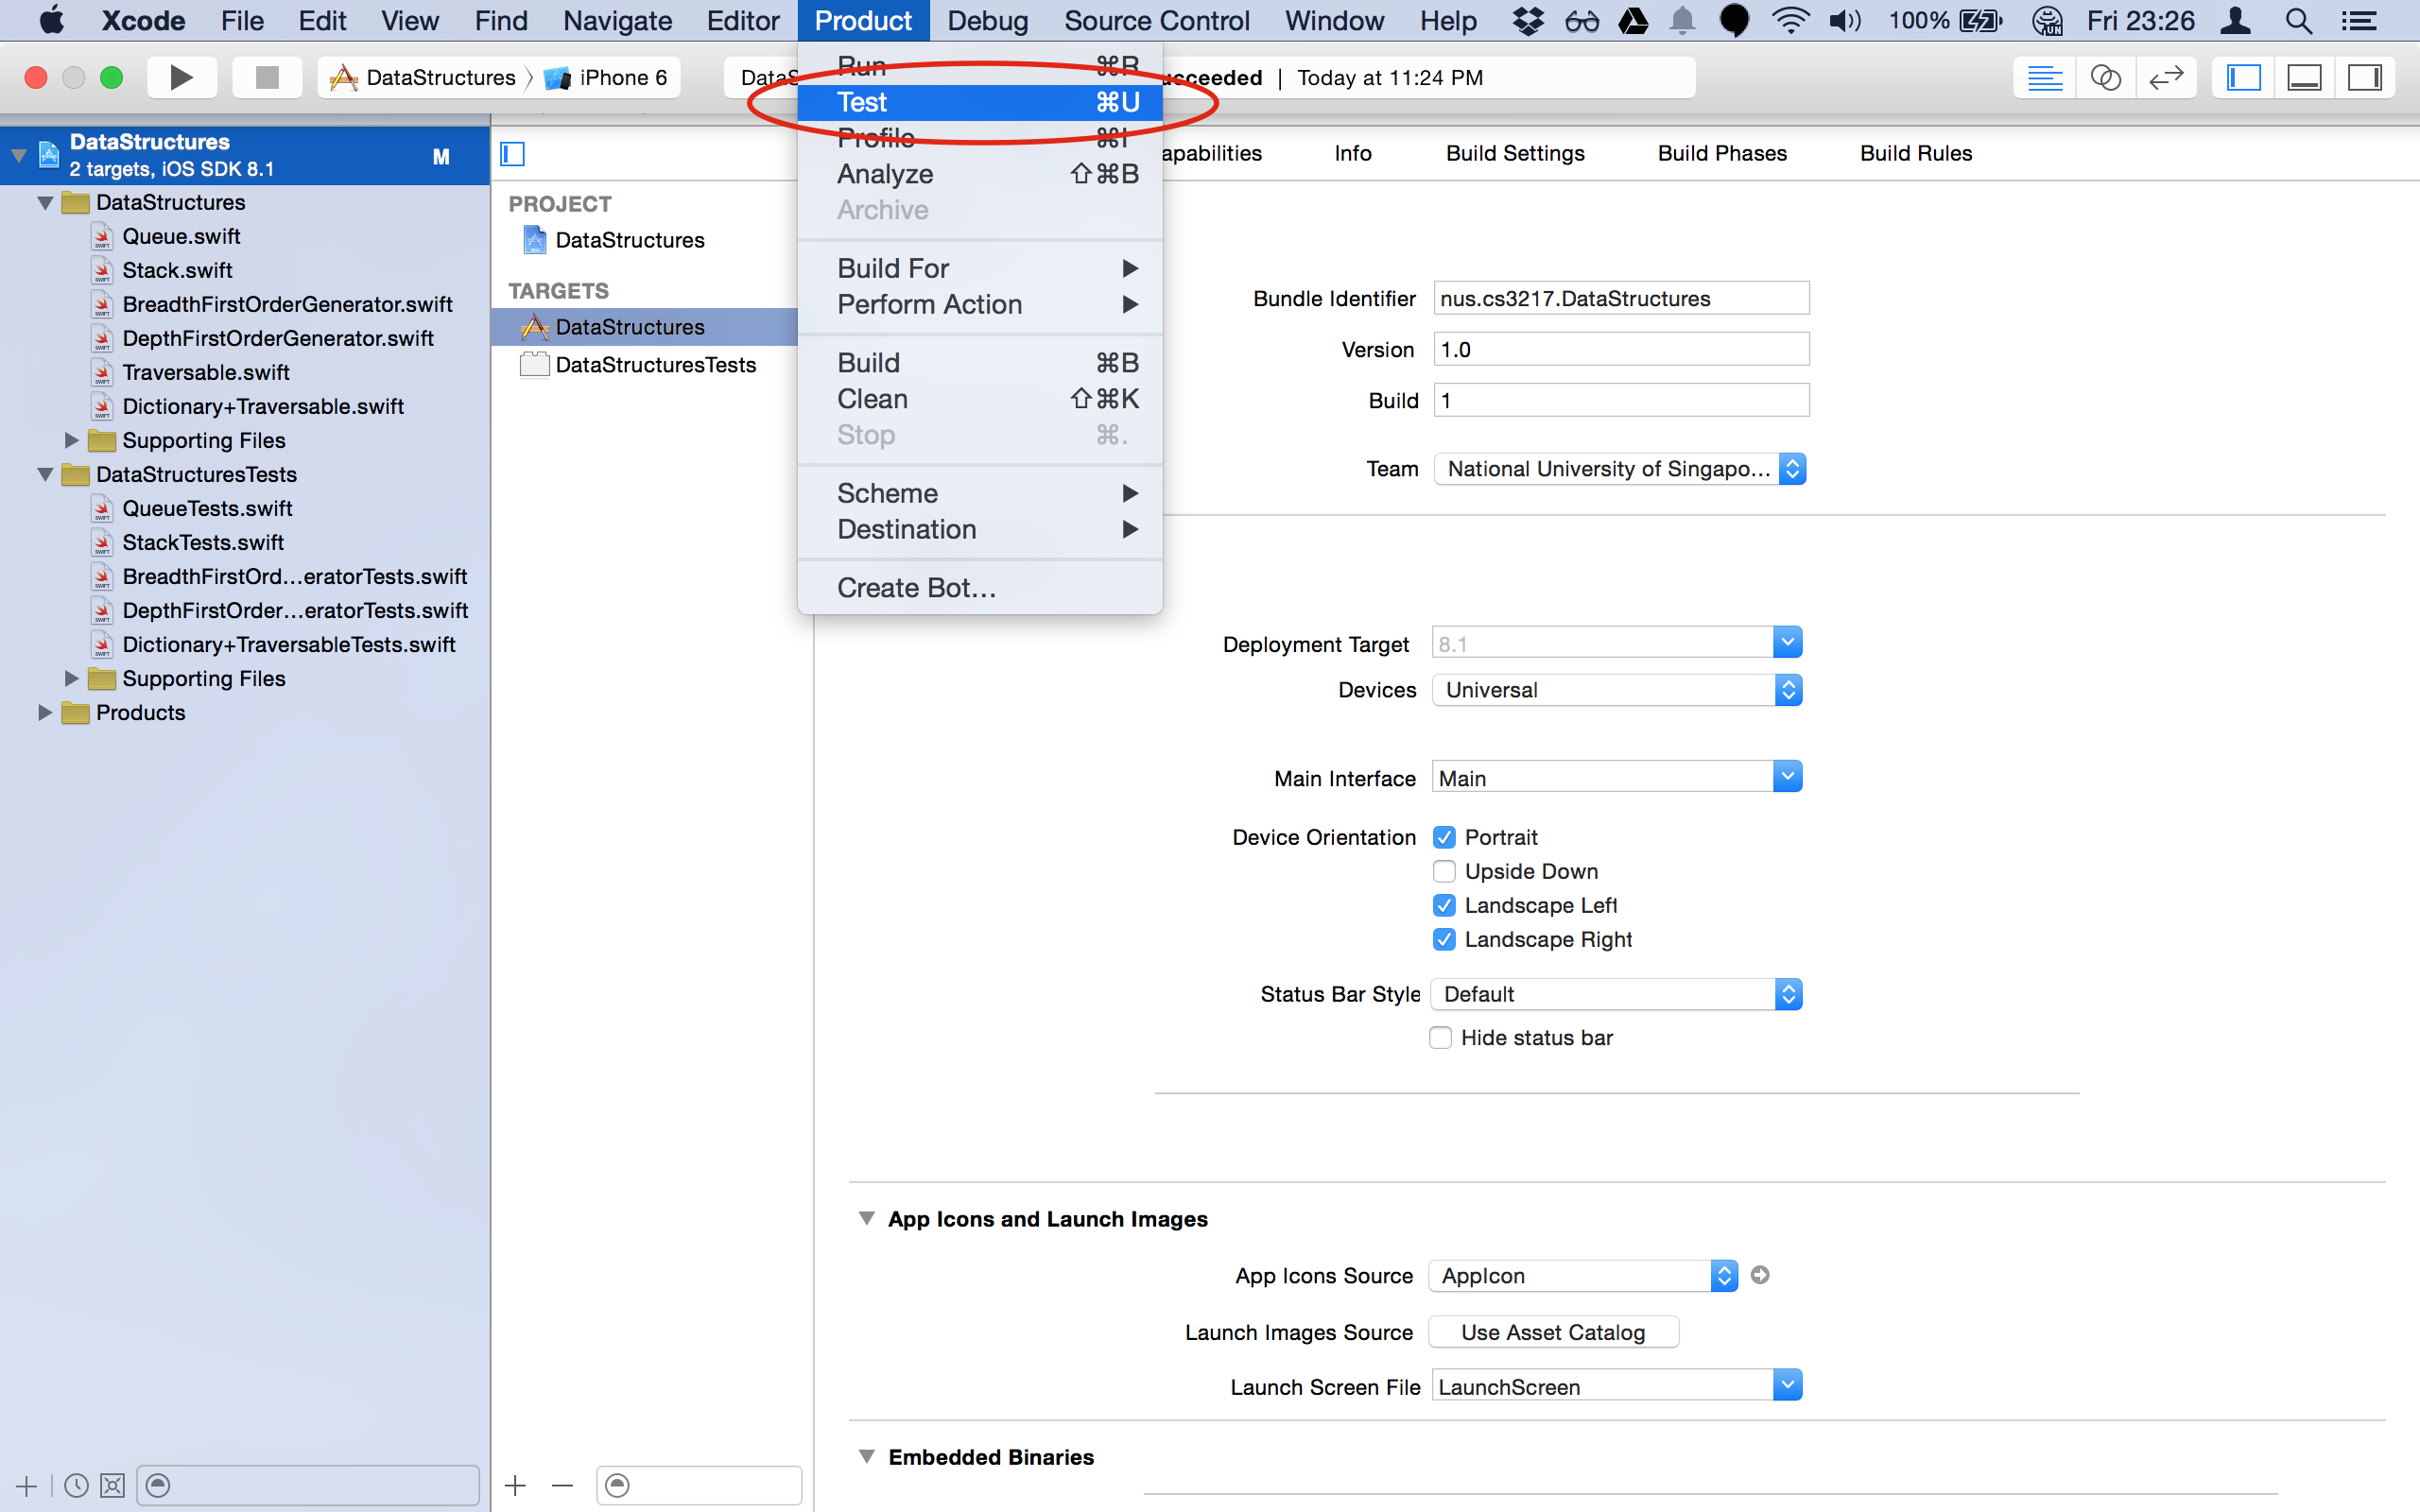 Xcode File Edit View Find Navigate Editor Product Debug Source Control Window Help 100% Fri 23:26
DataStructures iPhone 6 DataS ucceeded | Today at 11:24 PM
DataStructures
2 targets, iOS SDK 8.1 M
DataStructures
Queue.swift
Stack.swift
BreadthFirstOrderGenerator.swift
DepthFirstOrderGenerator.swift
Traversable.swift
Dictionary+Traversable.swift
Supporting Files
DataStructuresTests
QueueTests.swift
StackTests.swift
BreadthFirstOrd...eratorTests.swift
DepthFirstOrder...eratorTests.swift
Dictionary+TraversableTests.swift
Supporting Files
Products
PROJECT
DataStructures
TARGETS
DataStructures
DataStructuresTests
Run ⌘R
Test ⌘U
Profile ⌘I
Analyze ⇧⌘B
Archive
Build For
Perform Action
Build ⌘B
Clean ⇧⌘K
Stop ⌘.
Scheme
Destination
Create Bot...
apabilities Info Build Settings Build Phases Build Rules
Bundle Identifier nus.cs3217.DataStructures
Version 1.0
Build 1
Team National University of Singapo...
Deployment Target 8.1
Devices Universal
Main Interface Main
Device Orientation Portrait
Upside Down
Landscape Left
Landscape Right
Status Bar Style Default
Hide status bar
App Icons and Launch Images
App Icons Source AppIcon
Launch Images Source Use Asset Catalog
Launch Screen File LaunchScreen
Embedded Binaries